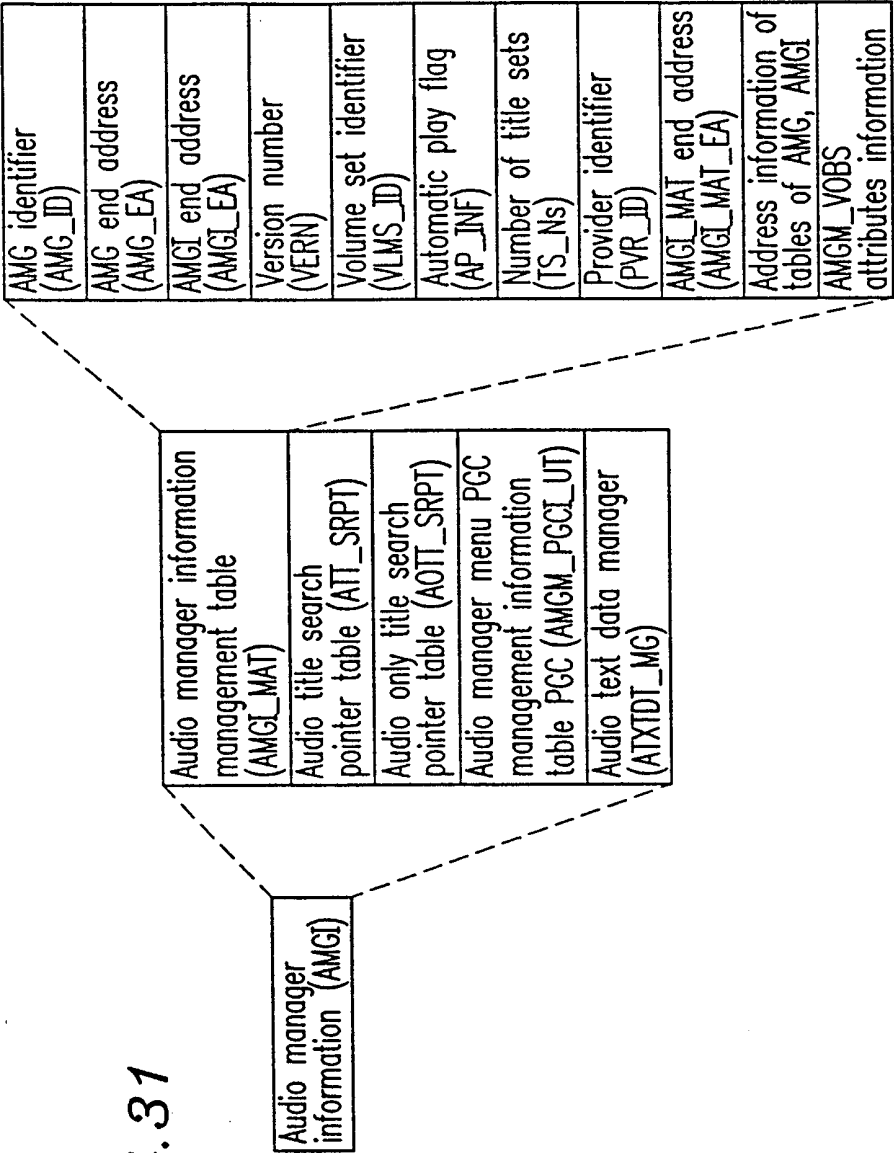 .31
Audio manager
information (AMGI)
Audio manager information
management table
(AMGI_MAT)
Audio title search
pointer table (ATT_SRPT)
Audio only title search
pointer table (AOTT_SRPT)
Audio manager menu PGC
management information
table PGC (AMGM_PGCI_UT)
Audio text data manager
(ATXTDT_MG)
AMG identifier
(AMG_ID)
AMG end address
(AMG_EA)
AMGI end address
(AMGI_EA)
Version number
(VERN)
Volume set identifier
(VLMS_ID)
Automatic play flag
(AP_INF)
Number of title sets
(TS_Ns)
Provider identifier
(PVR_ID)
AMGI_MAT end address
(AMGI_MAT_EA)
Address information of
tables of AMG, AMGI
AMGM_VOBS
attributes information